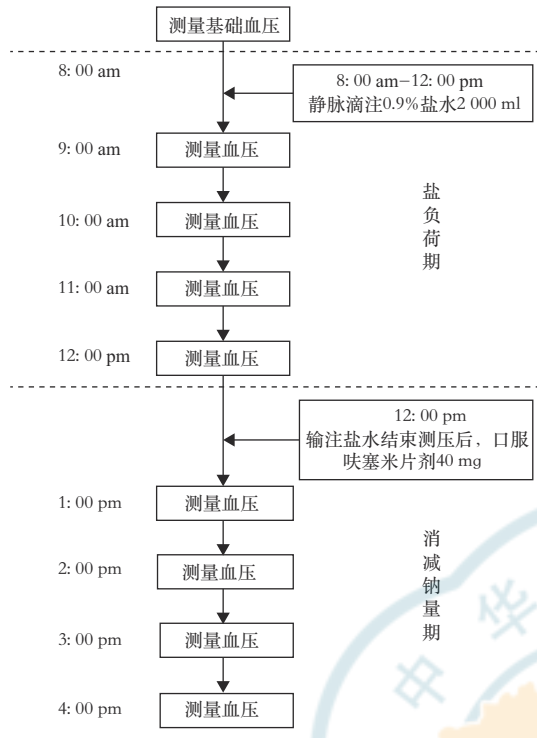 测量基础血压
8: 00 am
8: 00 am–12: 00 pm
静脉滴注0.9%盐水2 000 ml
9: 00 am
测量血压
10: 00 am
测量血压
11: 00 am
测量血压
12: 00 pm
测量血压
盐负荷期
12: 00 pm
输注盐水结束测压后，口服
呋塞米片剂40 mg
1: 00 pm
测量血压
2: 00 pm
测量血压
3: 00 pm
测量血压
4: 00 pm
测量血压
消减钠量期
中华